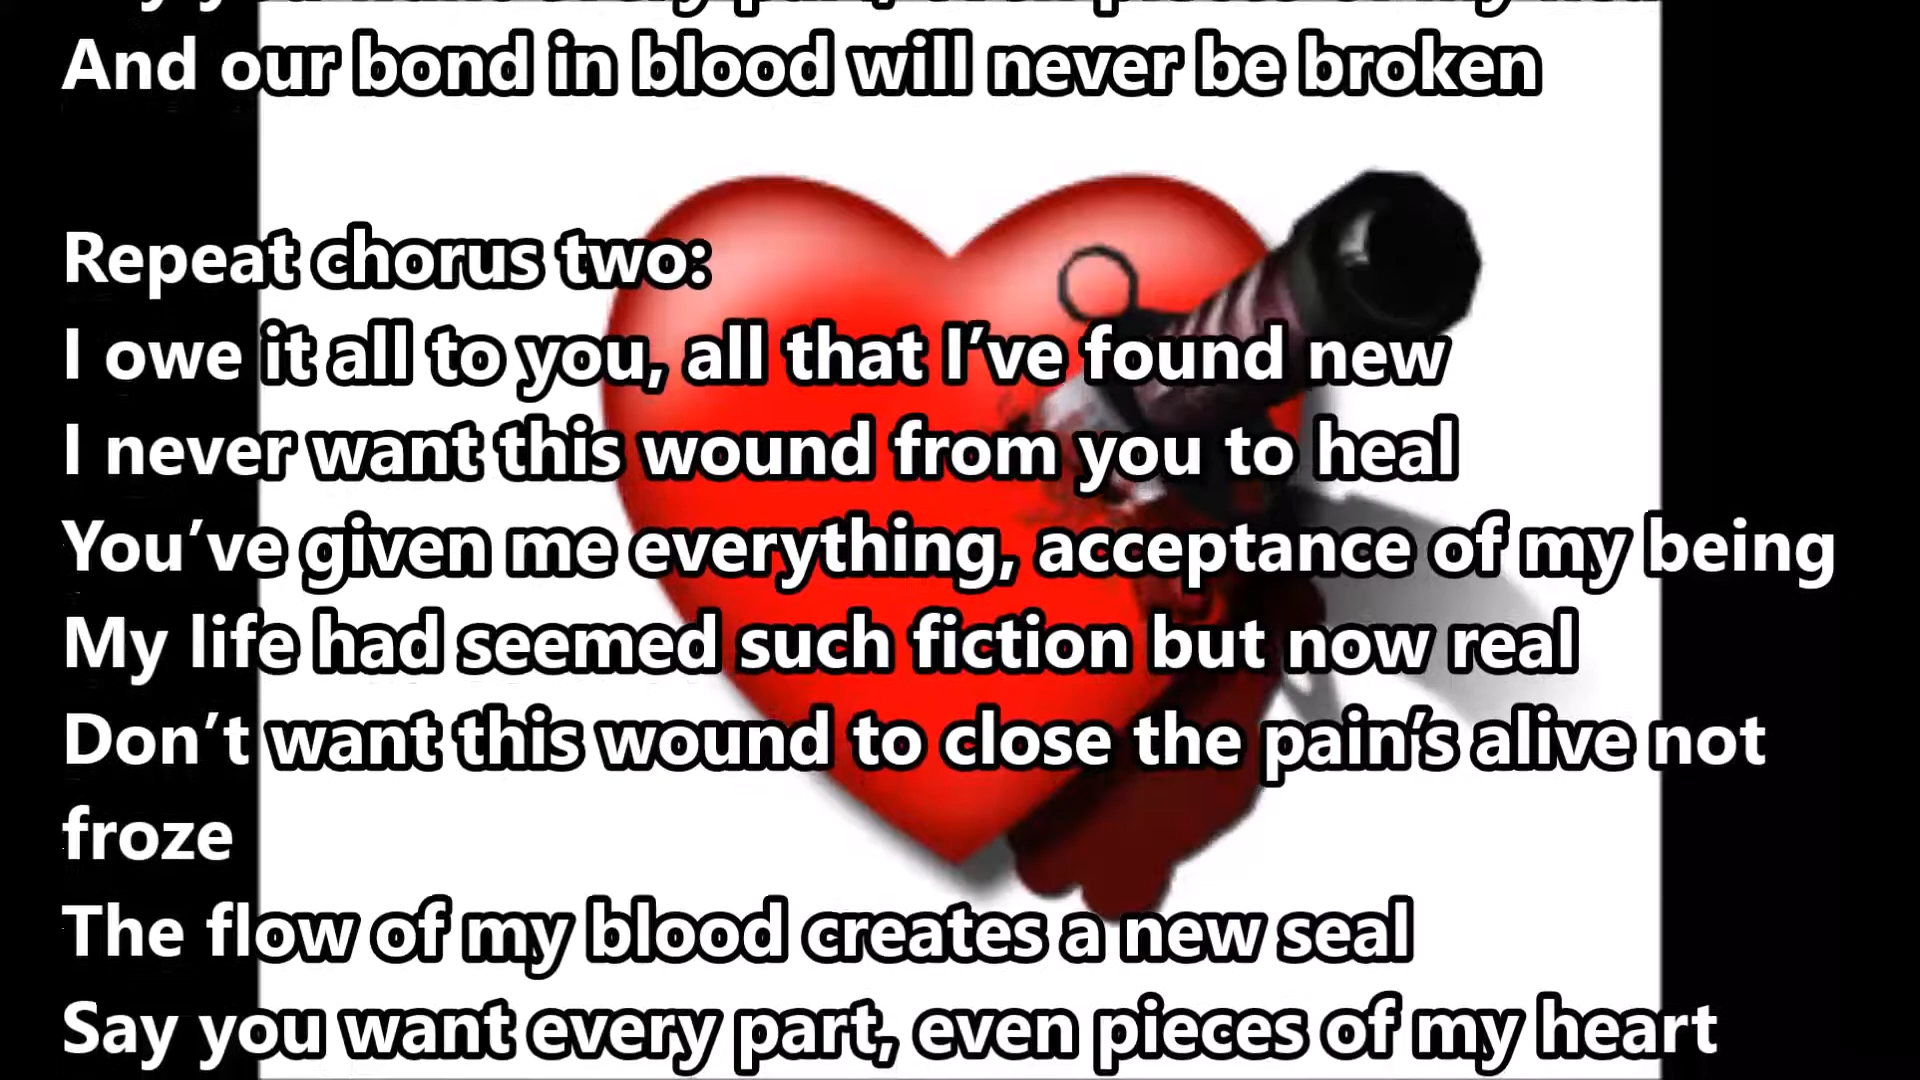 And our bond in blood will never be broken
Repeat chorus two:
I owe it all to you, all that I’ve found new
I never want this wound from you to heal
You’ve given me everything, acceptance of my being
My life had seemed such fiction but now real
Don’t want this wound to close the pain’s alive not
froze
The flow of my blood creates a new seal
Say you want every part, even pieces of my heart